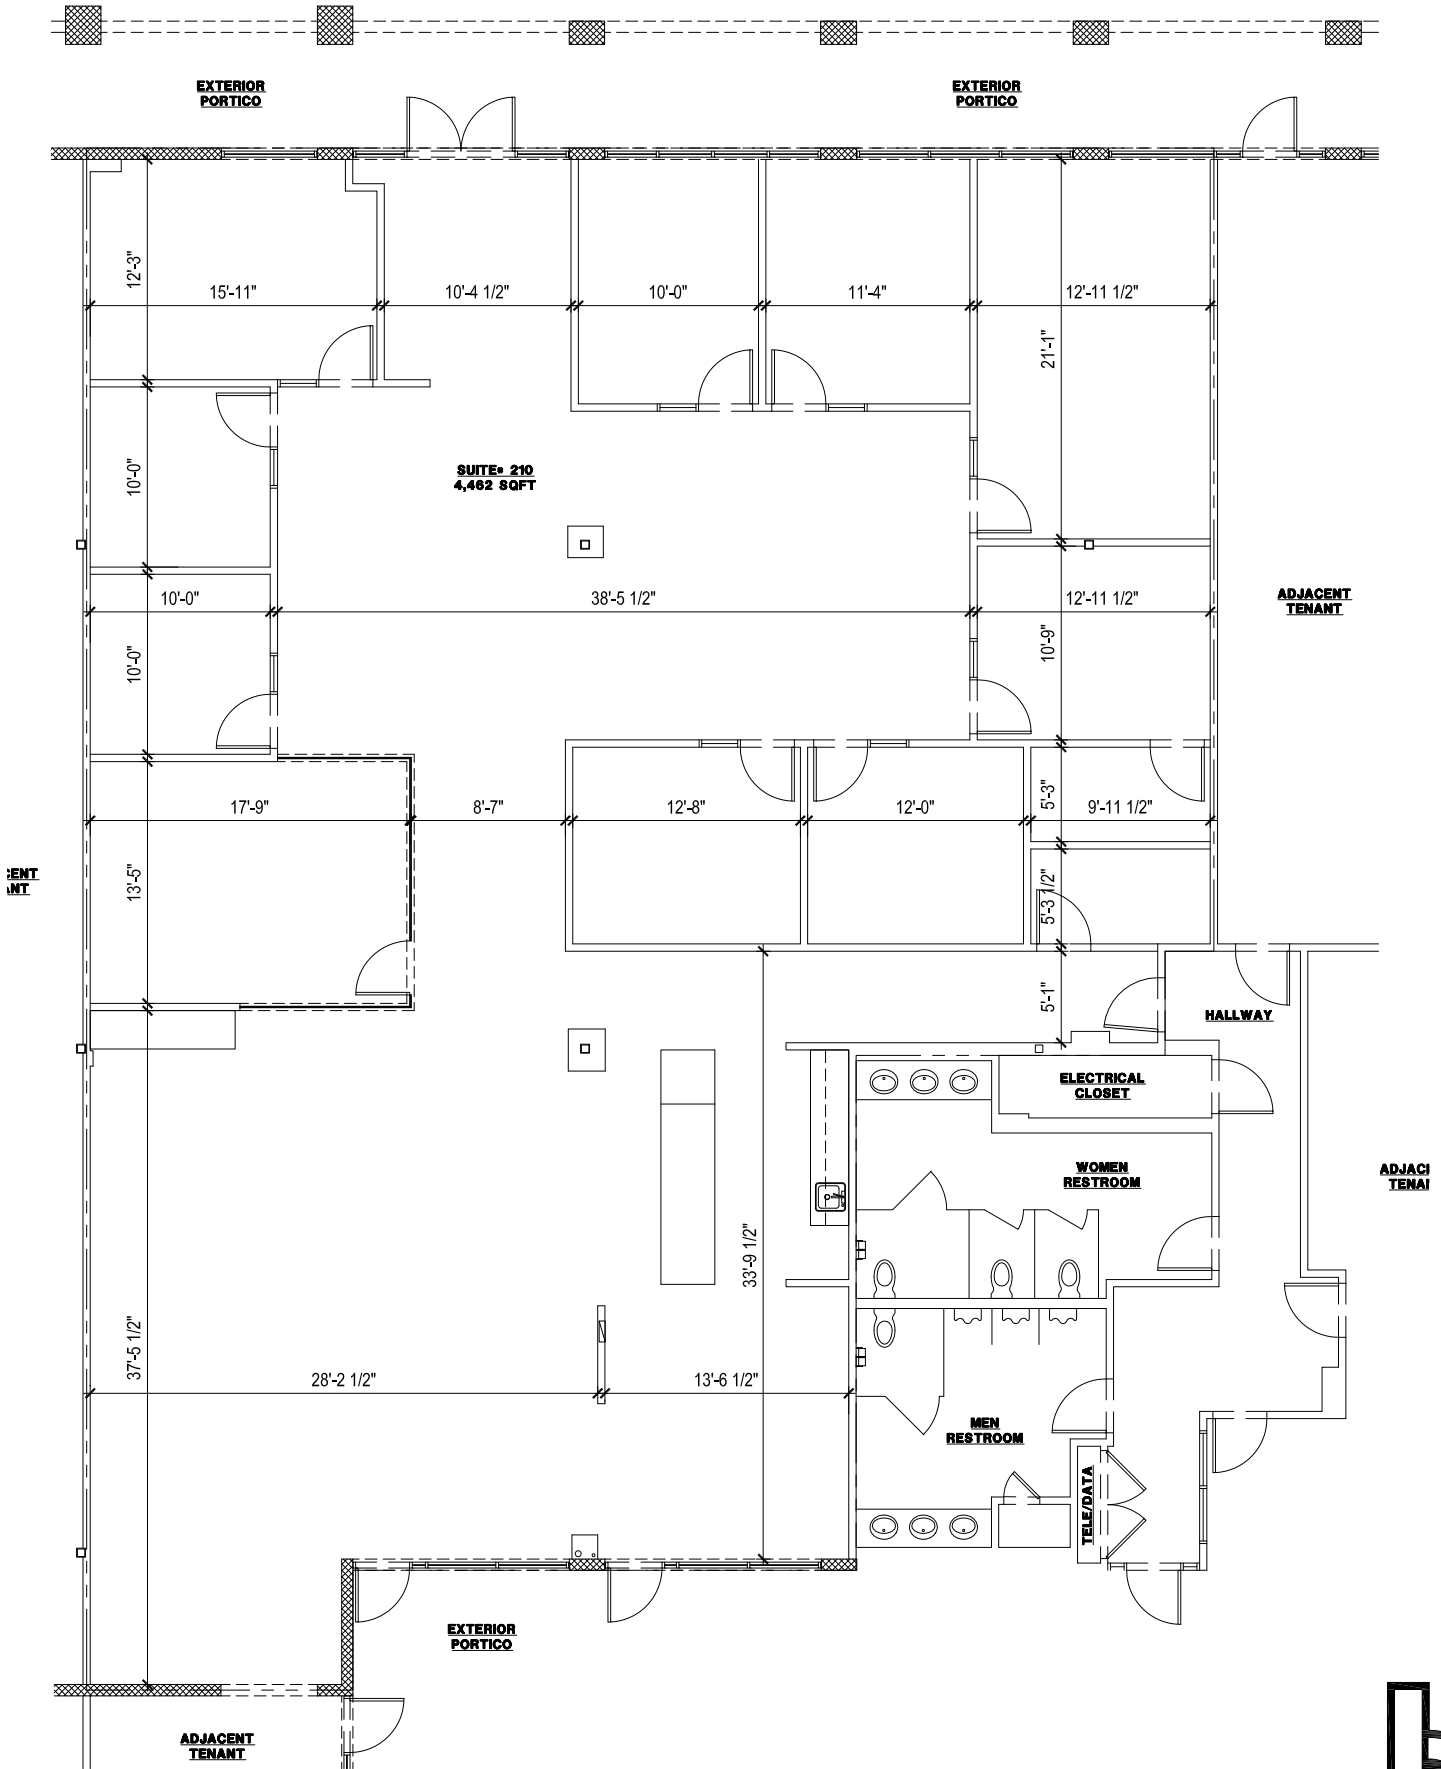 EXTERIOR
PORTICO
EXTERIOR
PORTICO
12'-3"
15'-11"
10'-4 1/2"
10'-0"
11'-4"
12'-11 1/2"
21'-1"
10'-0"
SUITE# 210
4,462 SQFT
10'-0"
38'-5 1/2"
12'-11 1/2"
ADJACENT
TENANT
10'-0"
10'-9"
17'-9"
8'-7"
12'-8"
12'-0"
5'-3"
9'-11 1/2"
CENT
ANT
13'-5"
5'-3 1/2"
5'-1"
HALLWAY
ELECTRICAL
CLOSET
WOMEN
RESTROOM
ADJACI
TENAI
33'-9 1/2"
37'-5 1/2"
28'-2 1/2"
13'-6 1/2"
MEN
RESTROOM
TELE/DATA
EXTERIOR
PORTICO
ADJACENT
TENANT